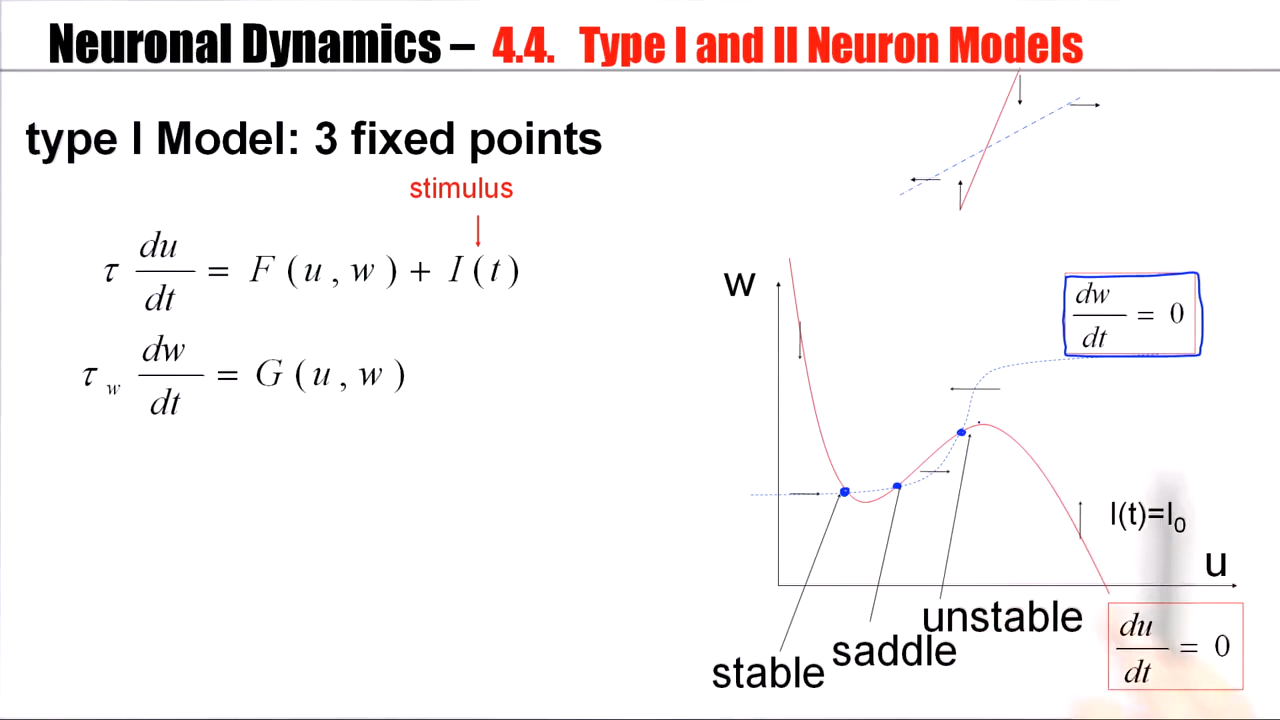 Neuronal Dynamics – 4.4. Type I and II Neuron Models
type I Model: 3 fixed points
stimulus
τ du/dt = F (u , w) + I (t)
τ_w dw/dt = G (u , w)
w
dw/dt = 0
I(t)=I₀
u
unstable
saddle
stable
du/dt = 0